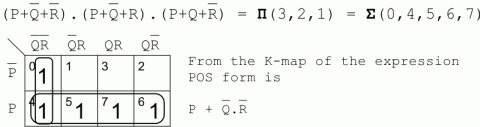 (P+Q̅+R̅).(P+Q̅+R).(P+Q+R̅) = Π(3,2,1) = Σ(0,4,5,6,7)
Q̅R̅ Q̅R QR QR̅
P̅ 0 1 1 3 2
P 4 1 5 1 7 1 6 1
From the K-map of the expression
POS form is
P + Q̅.R̅